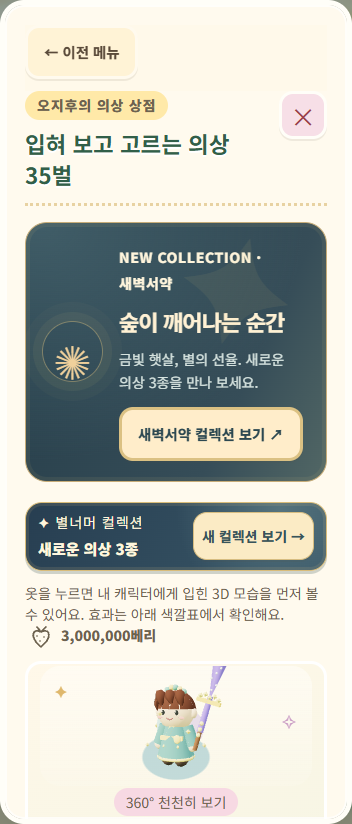 ← 이전 메뉴
오지후의 의상 상점
입혀 보고 고르는 의상
35벌
NEW COLLECTION ·
새벽서약
숲이 깨어나는 순간
금빛 햇살, 별의 선율. 새로운
의상 3종을 만나 보세요.
새벽서약 컬렉션 보기 ↗
✦ 별너머 컬렉션
새로운 의상 3종
새 컬렉션 보기 →
옷을 누르면 내 캐릭터에게 입힌 3D 모습을 먼저 볼
수 있어요. 효과는 아래 색깔표에서 확인해요.
3,000,000베리
360° 천천히 보기